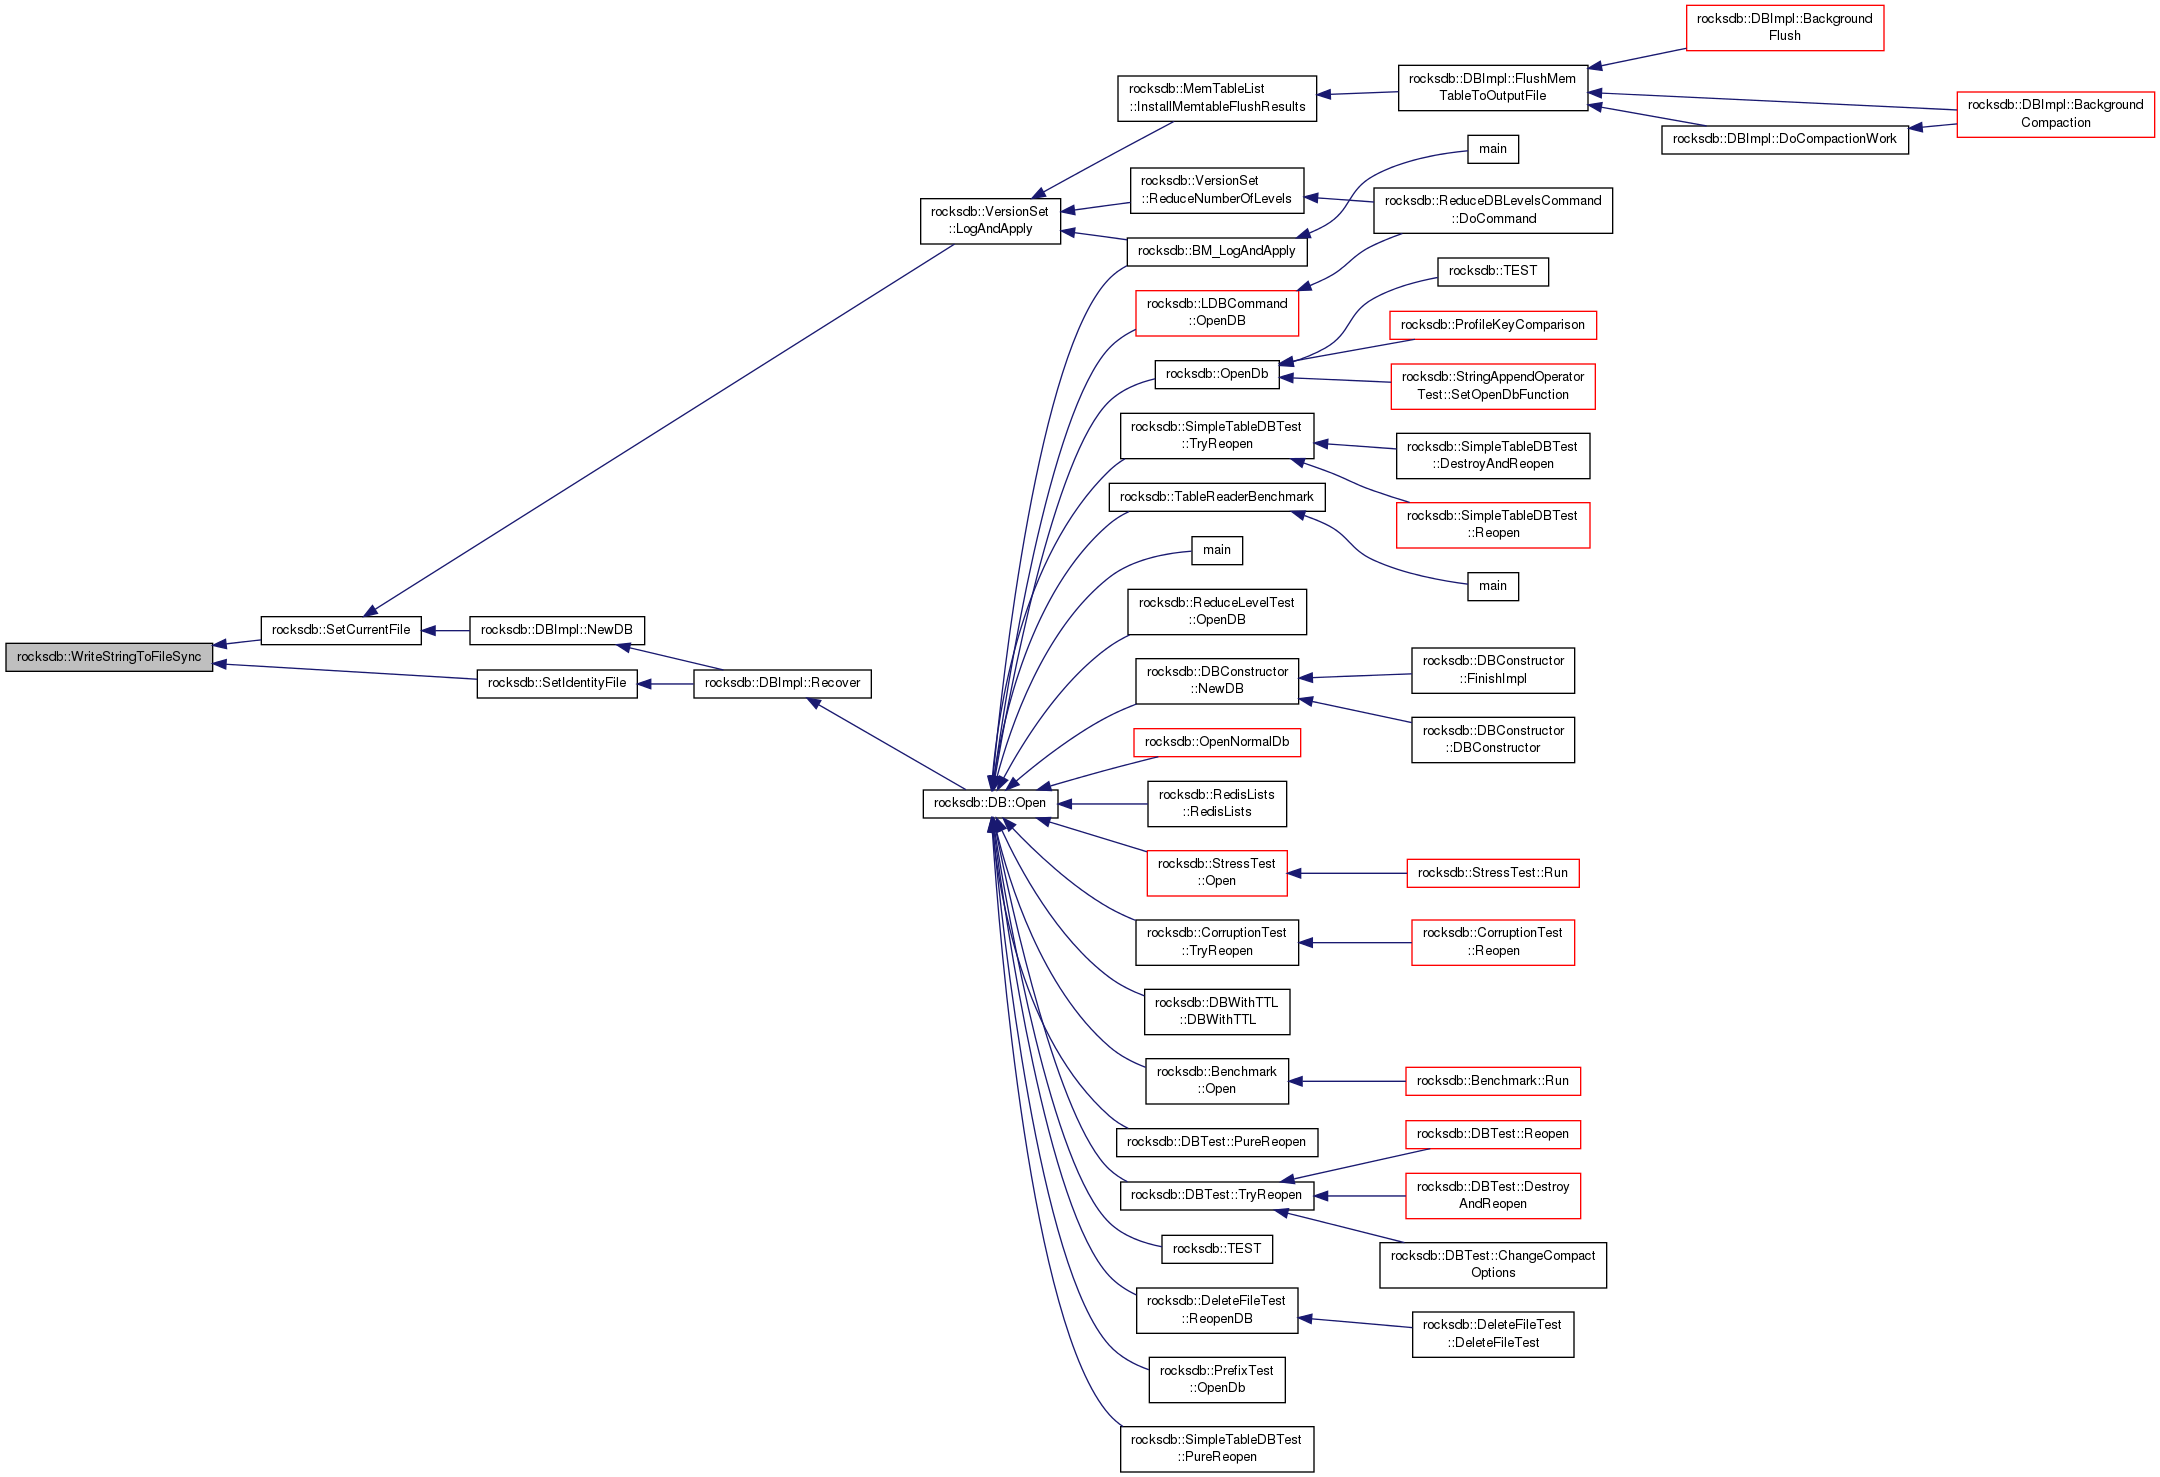 rocksdb::WriteStringToFileSync
rocksdb::SetCurrentFile
rocksdb::SetIdentityFile
rocksdb::DBImpl::NewDB
rocksdb::DBImpl::Recover
rocksdb::VersionSet
::LogAndApply
rocksdb::DB::Open
rocksdb::MemTableList
::InstallMemtableFlushResults
rocksdb::VersionSet
::ReduceNumberOfLevels
rocksdb::BM_LogAndApply
rocksdb::LDBCommand
::OpenDB
rocksdb::OpenDb
rocksdb::SimpleTableDBTest
::TryReopen
rocksdb::TableReaderBenchmark
main
rocksdb::ReduceLevelTest
::OpenDB
rocksdb::DBConstructor
::NewDB
rocksdb::OpenNormalDb
rocksdb::RedisLists
::RedisLists
rocksdb::StressTest
::Open
rocksdb::CorruptionTest
::TryReopen
rocksdb::DBWithTTL
::DBWithTTL
rocksdb::Benchmark
::Open
rocksdb::DBTest::PureReopen
rocksdb::DBTest::TryReopen
rocksdb::TEST
rocksdb::DeleteFileTest
::ReopenDB
rocksdb::PrefixTest
::OpenDb
rocksdb::SimpleTableDBTest
::PureReopen
rocksdb::DBImpl::FlushMem
TableToOutputFile
main
rocksdb::ReduceDBLevelsCommand
::DoCommand
rocksdb::TEST
rocksdb::ProfileKeyComparison
rocksdb::StringAppendOperator
Test::SetOpenDbFunction
rocksdb::SimpleTableDBTest
::DestroyAndReopen
rocksdb::SimpleTableDBTest
::Reopen
main
rocksdb::DBConstructor
::FinishImpl
rocksdb::DBConstructor
::DBConstructor
rocksdb::StressTest::Run
rocksdb::CorruptionTest
::Reopen
rocksdb::Benchmark::Run
rocksdb::DBTest::Reopen
rocksdb::DBTest::Destroy
AndReopen
rocksdb::DBTest::ChangeCompact
Options
rocksdb::DeleteFileTest
::DeleteFileTest
rocksdb::DBImpl::Background
Flush
rocksdb::DBImpl::DoCompactionWork
rocksdb::DBImpl::Background
Compaction